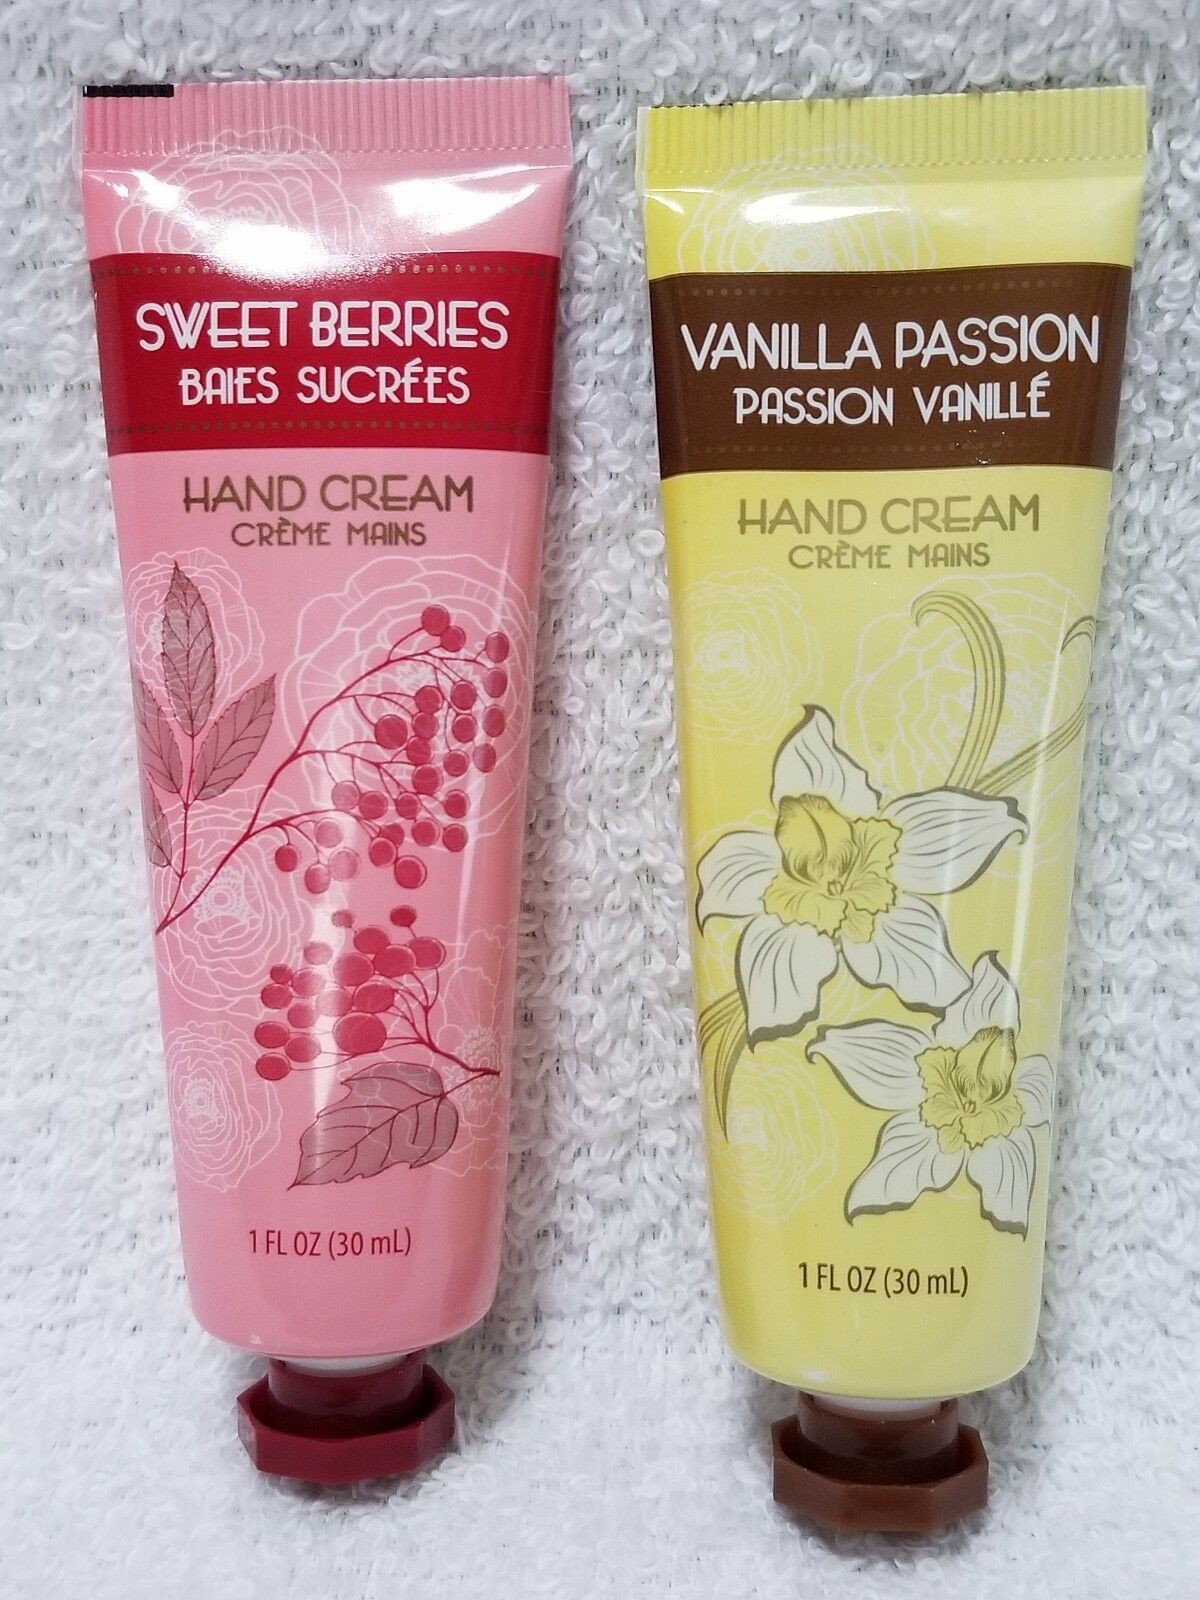 SWEET BERRIES
BAIES SUCRÉES
HAND CREAM
CRÈME MAINS
1 FL OZ (30 mL)
VANILLA PASSION
PASSION VANILLÉ
HAND CREAM
CRÈME MAINS
1 FL OZ (30 mL)